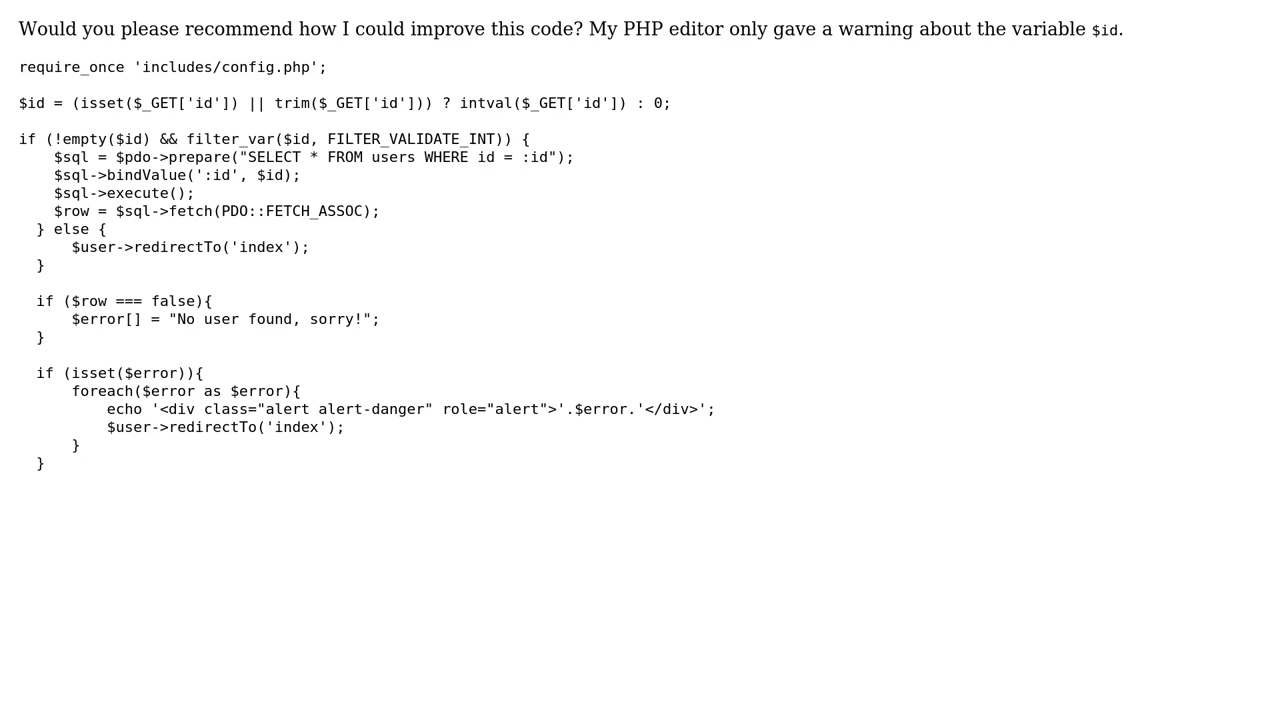 Would you please recommend how I could improve this code? My PHP editor only gave a warning about the variable $id.
require_once 'includes/config.php';
$id = (isset($_GET['id']) || trim($_GET['id'])) ? intval($_GET['id']) : 0;
if (!empty($id) && filter_var($id, FILTER_VALIDATE_INT)) {
    $sql = $pdo->prepare("SELECT * FROM users WHERE id = :id");
    $sql->bindValue(':id', $id);
    $sql->execute();
    $row = $sql->fetch(PDO::FETCH_ASSOC);
  } else {
      $user->redirectTo('index');
  }
  if ($row === false){
      $error[] = "No user found, sorry!";
  }
  if (isset($error)){
      foreach($error as $error){
          echo '<div class="alert alert-danger" role="alert">'.$error.'</div>';
          $user->redirectTo('index');
      }
  }